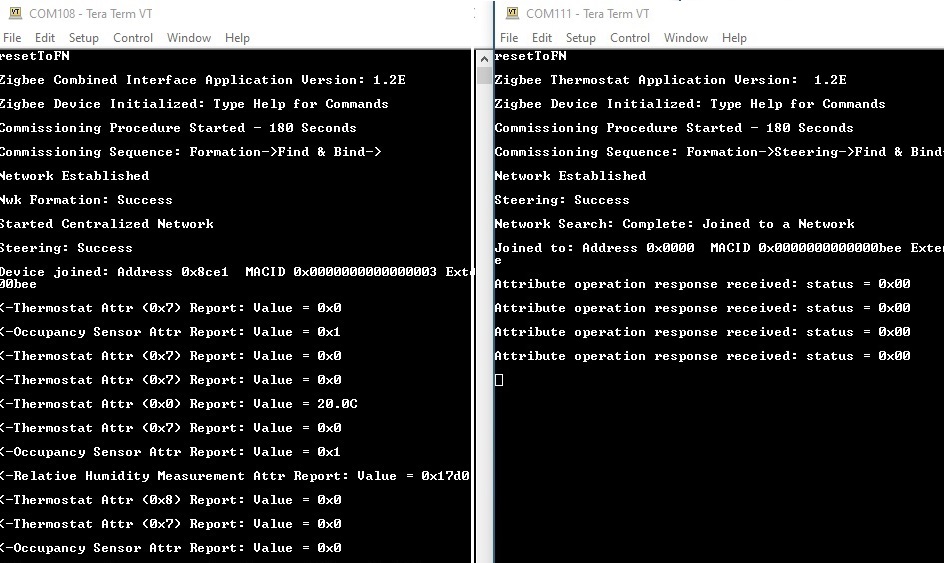 COM108 - Tera Term VT
File Edit Setup Control Window Help
resetToFN
Zigbee Combined Interface Application Version: 1.2E
Zigbee Device Initialized: Type Help for Commands
Commissioning Procedure Started - 180 Seconds
Commissioning Sequence: Formation->Find & Bind->
Network Established
Nwk Formation: Success
Started Centralized Network
Steering: Success
Device joined: Address 0x8ce1 MACID 0x0000000000000003 Exte
00bee
<-Thermostat Attr (0x7) Report: Value = 0x0
<-Occupancy Sensor Attr Report: Value = 0x1
<-Thermostat Attr (0x7) Report: Value = 0x0
<-Thermostat Attr (0x7) Report: Value = 0x0
<-Thermostat Attr (0x0) Report: Value = 20.0C
<-Thermostat Attr (0x7) Report: Value = 0x0
<-Occupancy Sensor Attr Report: Value = 0x1
<-Relative Humidity Measurement Attr Report: Value = 0x17d0
<-Thermostat Attr (0x8) Report: Value = 0x0
<-Thermostat Attr (0x7) Report: Value = 0x0
<-Occupancy Sensor Attr Report: Value = 0x0
COM111 - Tera Term VT
File Edit Setup Control Window Help
resetToFN
Zigbee Thermostat Application Version: 1.2E
Zigbee Device Initialized: Type Help for Commands
Commissioning Procedure Started - 180 Seconds
Commissioning Sequence: Formation->Steering->Find & Bind-
Network Established
Steering: Success
Network Search: Complete: Joined to a Network
Joined to: Address 0x0000 MACID 0x0000000000000bee Exte
e
Attribute operation response received: status = 0x00
Attribute operation response received: status = 0x00
Attribute operation response received: status = 0x00
Attribute operation response received: status = 0x00